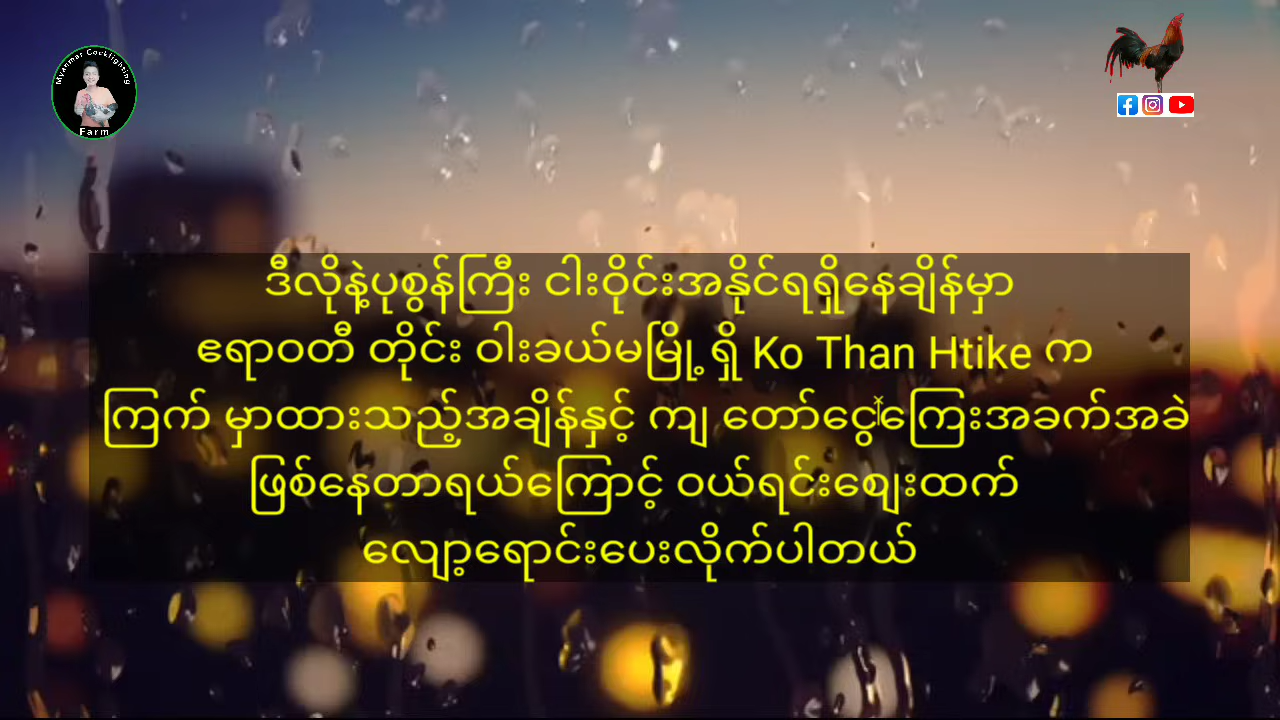 Myanmar Cockfighting
Farm
ဒီလိုနဲ့ပုစွန်ကြီး ငါးဝိုင်းအနိုင်ရရှိနေချိန်မှာ
ဧရာဝတီ တိုင်း ဝါးခယ်မမြို့ရှိ Ko Than Htike က
ကြက် မှာထားသည့်အချိန်နှင့် ကျ တော်ငွေကြေးအခက်အခဲ
ဖြစ်နေတာရယ်ကြောင့် ဝယ်ရင်းစျေးထက်
လျော့ရောင်းပေးလိုက်ပါတယ်